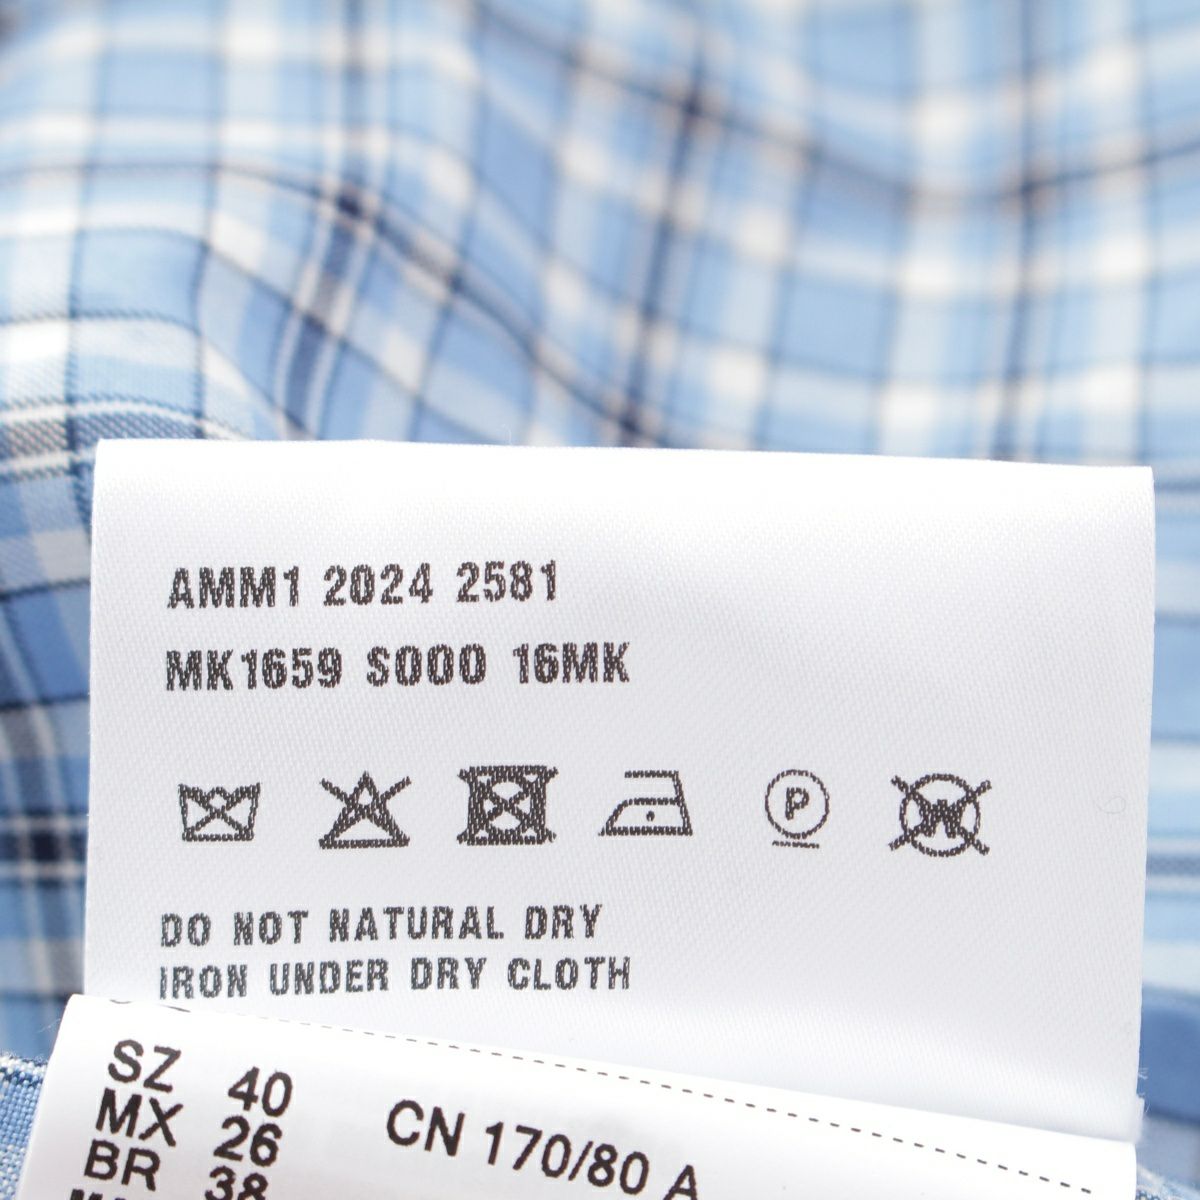 AMM1 2024 2581
MK1659 S000 16MK
P
W
DO NOT NATURAL DRY
IRON UNDER DRY CLOTH
SZ 40
MX 26 CN 170/80 A
BR 38